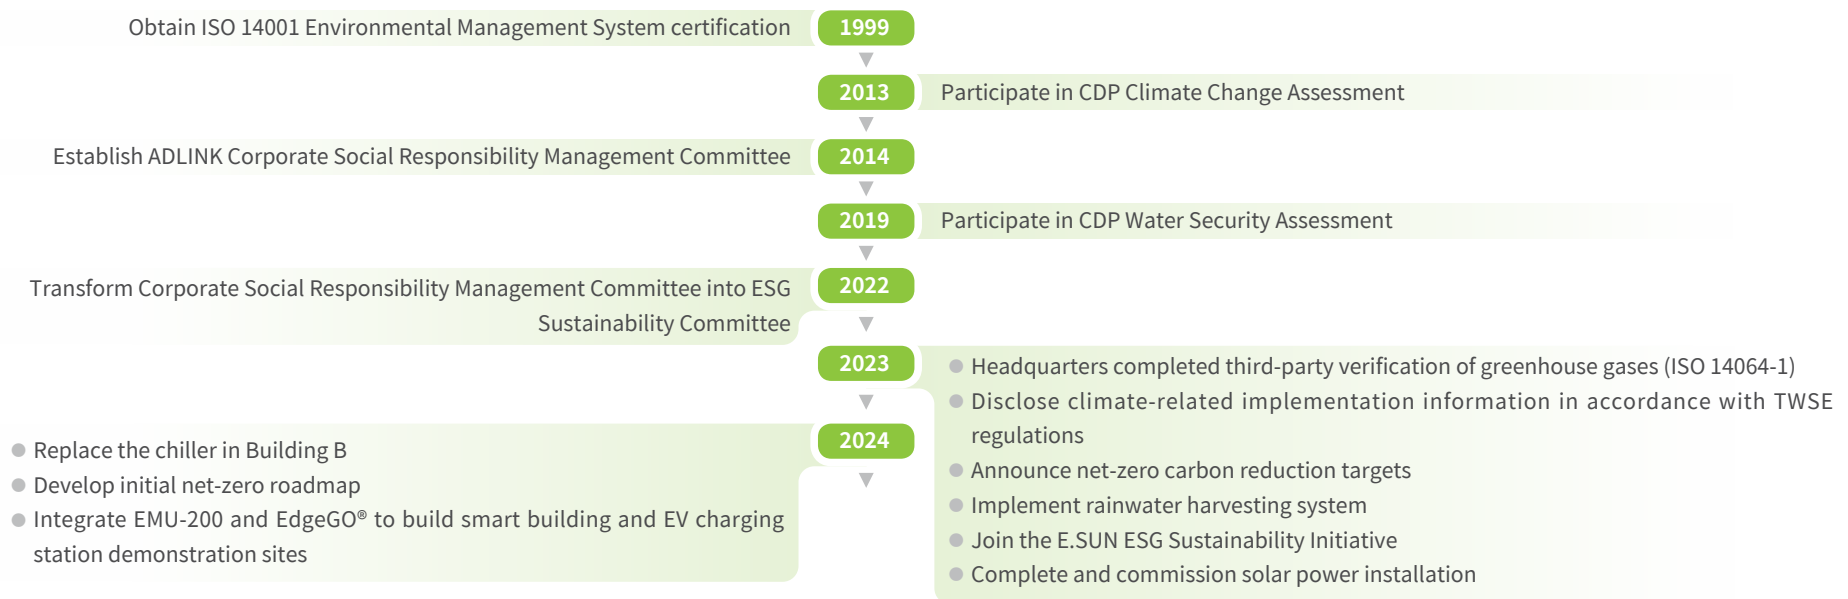 Obtain ISO 14001 Environmental Management System certification
1999
2013
Participate in CDP Climate Change Assessment
Establish ADLINK Corporate Social Responsibility Management Committee
2014
2019
Participate in CDP Water Security Assessment
Transform Corporate Social Responsibility Management Committee into ESG
Sustainability Committee
2022
2023
● Headquarters completed third-party verification of greenhouse gases (ISO 14064-1)
● Disclose climate-related implementation information in accordance with TWSE
regulations
● Announce net-zero carbon reduction targets
● Implement rainwater harvesting system
● Join the E.SUN ESG Sustainability Initiative
● Complete and commission solar power installation
2024
● Replace the chiller in Building B
● Develop initial net-zero roadmap
● Integrate EMU-200 and EdgeGO® to build smart building and EV charging
station demonstration sites